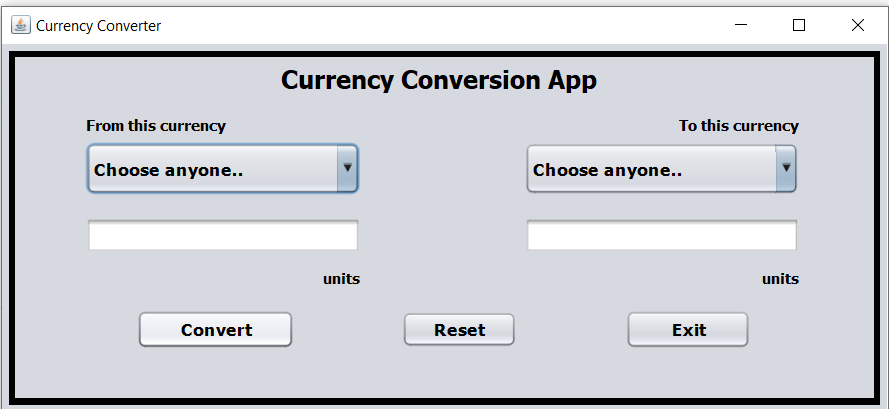 Currency Converter
Currency Conversion App
From this currency
To this currency
Choose anyone..
Choose anyone..
units
units
Convert
Reset
Exit